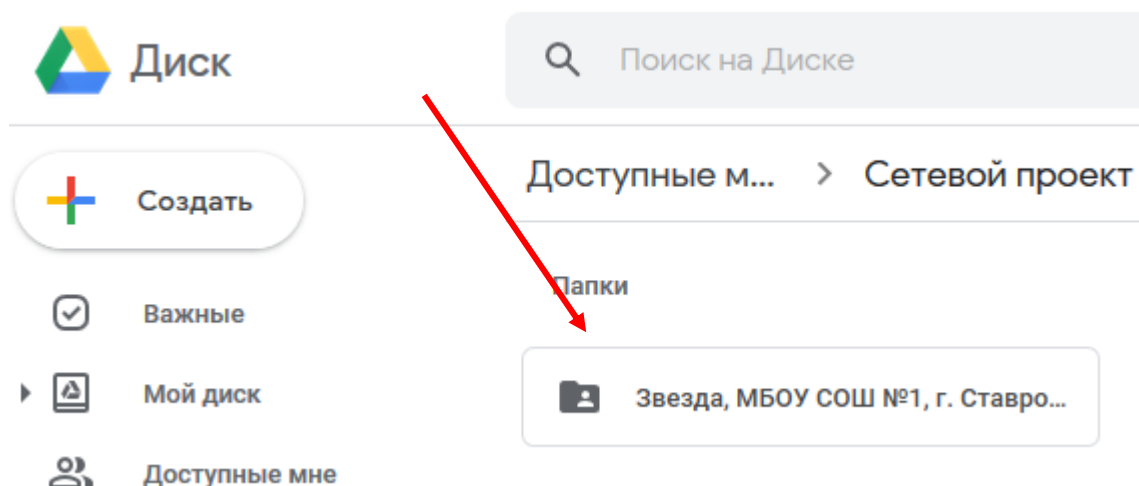 Диск
Поиск на Диске
Создать
Доступные м... > Сетевой проект
Важные
Папки
Мой диск
Звезда, МБОУ СОШ №1, г. Ставро...
Доступные мне